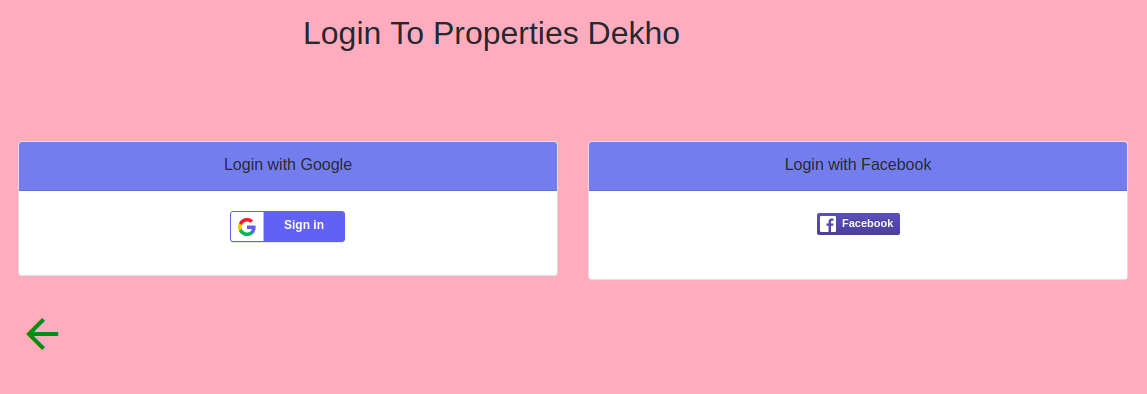 Login To Properties Dekho
Login with Google
Sign in
Login with Facebook
Facebook